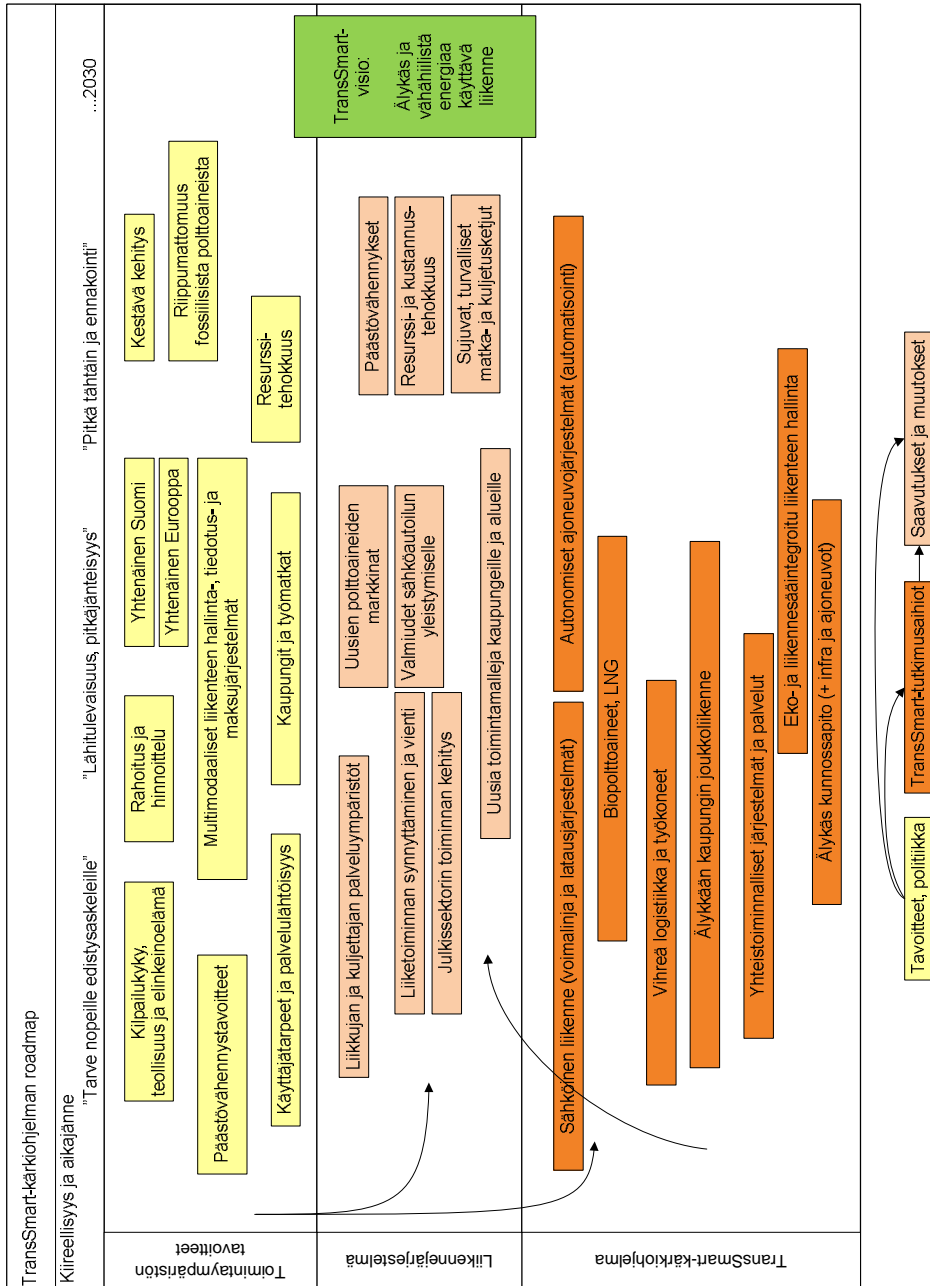 TransSmart-kärkiohjelman roadmap
Kiireellisyys ja aikajänne
”Tarve nopeille edistysaskeleille”
”Lähitulevaisuus, pitkäjänteisyys”
”Pitkä tähtäin ja ennakointi”
...2030
Toimintaympäristön
tavoitteet
Kilpailukyky,
teollisuus ja elinkeinoelämä
Rahoitus ja
hinnoittelu
Yhtenäinen Suomi
Yhtenäinen Eurooppa
Kestävä kehitys
Riippumattomuus
fossiilisista polttoaineista
Päästövähennystavoitteet
Multimodaaliset liikenteen hallinta-, tiedotus- ja
maksujärjestelmät
Resurssi-
tehokkuus
Käyttäjätarpeet ja palvelulähtöisyys
Kaupungit ja työmatkat
TransSmart-
visio:
Älykäs ja
vähähiilistä
energiaa
käyttävä
liikenne
Liikennejärjestelmä
Liikkujan ja kuljettajan palveluympäristöt
Uusien polttoaineiden
markkinat
Päästövähennykset
Liiketoiminnan synnyttäminen ja vienti
Valmiudet sähköautoilun
yleistymiselle
Resurssi- ja kustannus-
tehokkuus
Julkissektorin toiminnan kehitys
Uusia toimintamalleja kaupungeille ja alueille
Sujuvat, turvalliset
matka- ja kuljetusketjut
TransSmart-kärkiohjelma
Sähköinen liikenne (voimalinja ja latausjärjestelmät)
Autonomiset ajoneuvojärjestelmät (automatisointi)
Biopolttoaineet, LNG
Vihreä logistiikka ja työkoneet
Älykkään kaupungin joukkoliikenne
Yhteistoiminnalliset järjestelmät ja palvelut
Eko- ja liikennesääintegroitu liikenteen hallinta
Älykäs kunnossapito (+ infra ja ajoneuvot)
Tavoitteet, politiikka
TransSmart-tutkimusaihiot
Saavutukset ja muutokset